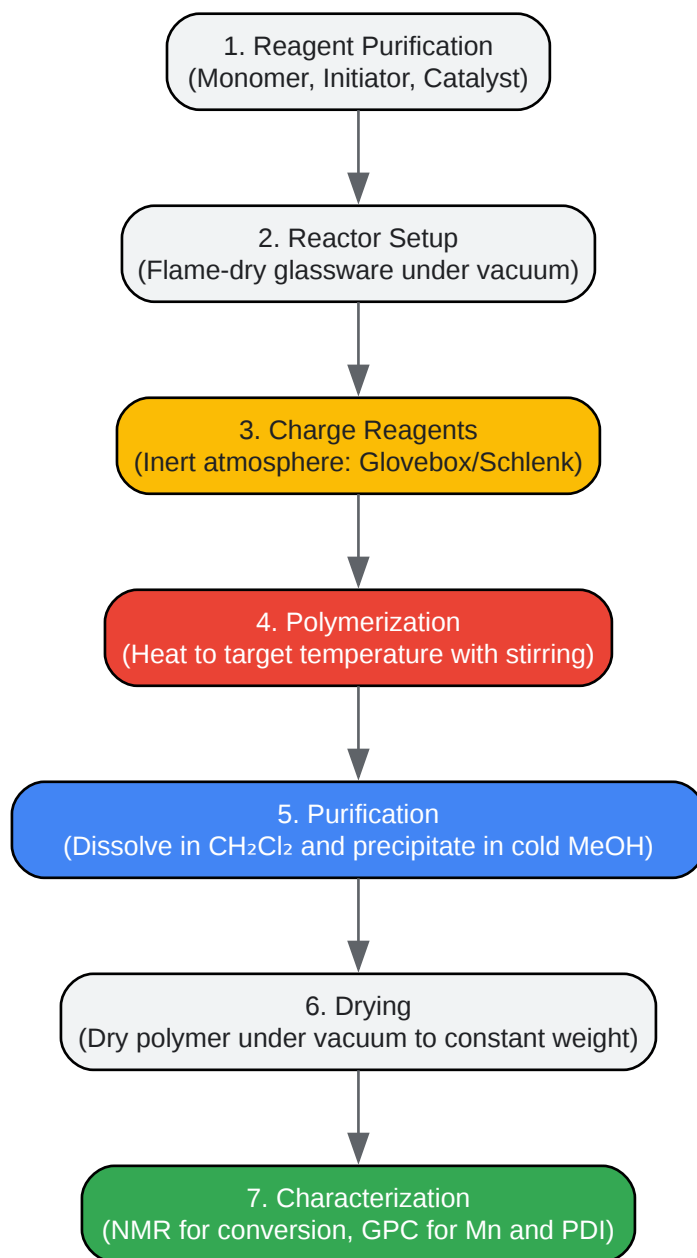 1. Reagent Purification
(Monomer, Initiator, Catalyst)
2. Reactor Setup
(Flame-dry glassware under vacuum)
3. Charge Reagents
(Inert atmosphere: Glovebox/Schlenk)
4. Polymerization
(Heat to target temperature with stirring)
5. Purification
(Dissolve in CH₂Cl₂ and precipitate in cold MeOH)
6. Drying
(Dry polymer under vacuum to constant weight)
7. Characterization
(NMR for conversion, GPC for Mn and PDI)